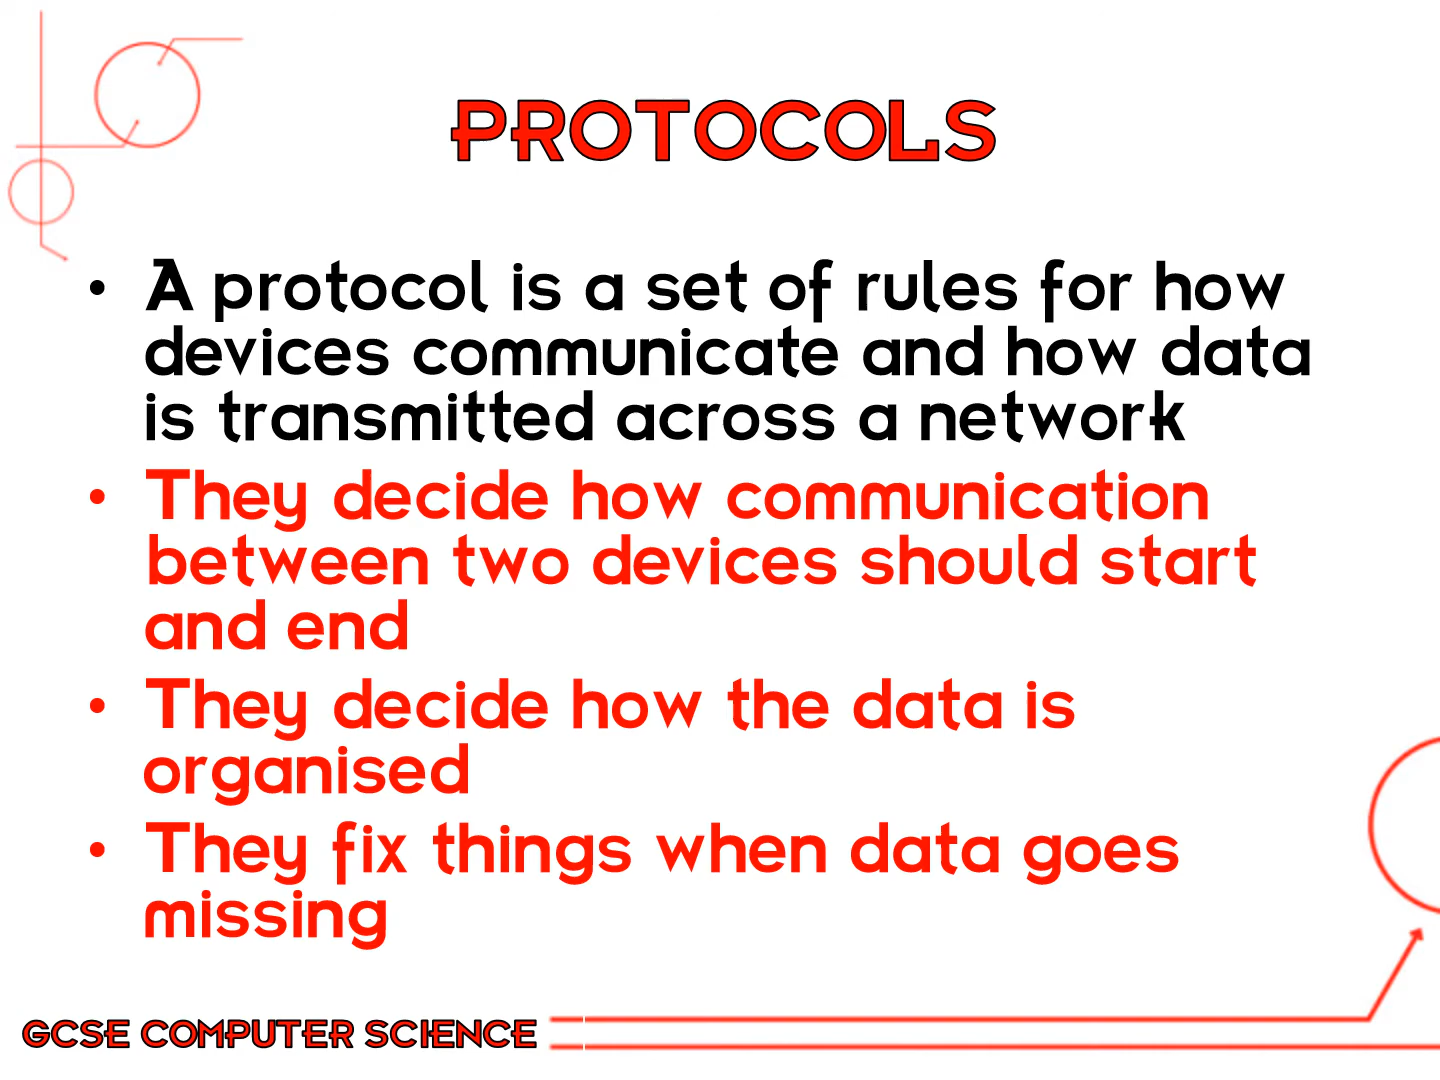 PROTOCOLS
• A protocol is a set of rules for how
devices communicate and how data
is transmitted across a network
• They decide how communication
between two devices should start
and end
• They decide how the data is
organised
• They fix things when data goes
missing
GCSE COMPUTER SCIENCE